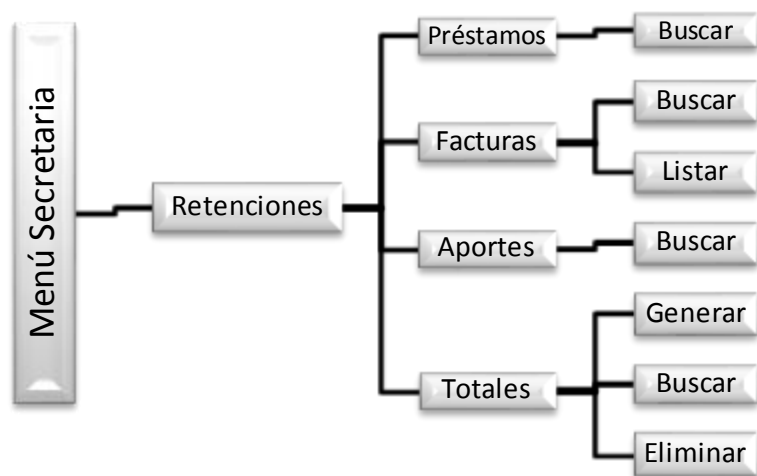 Menú Secretaria
Retenciones
Préstamos
Buscar
Facturas
Buscar
Listar
Aportes
Buscar
Totales
Generar
Buscar
Eliminar